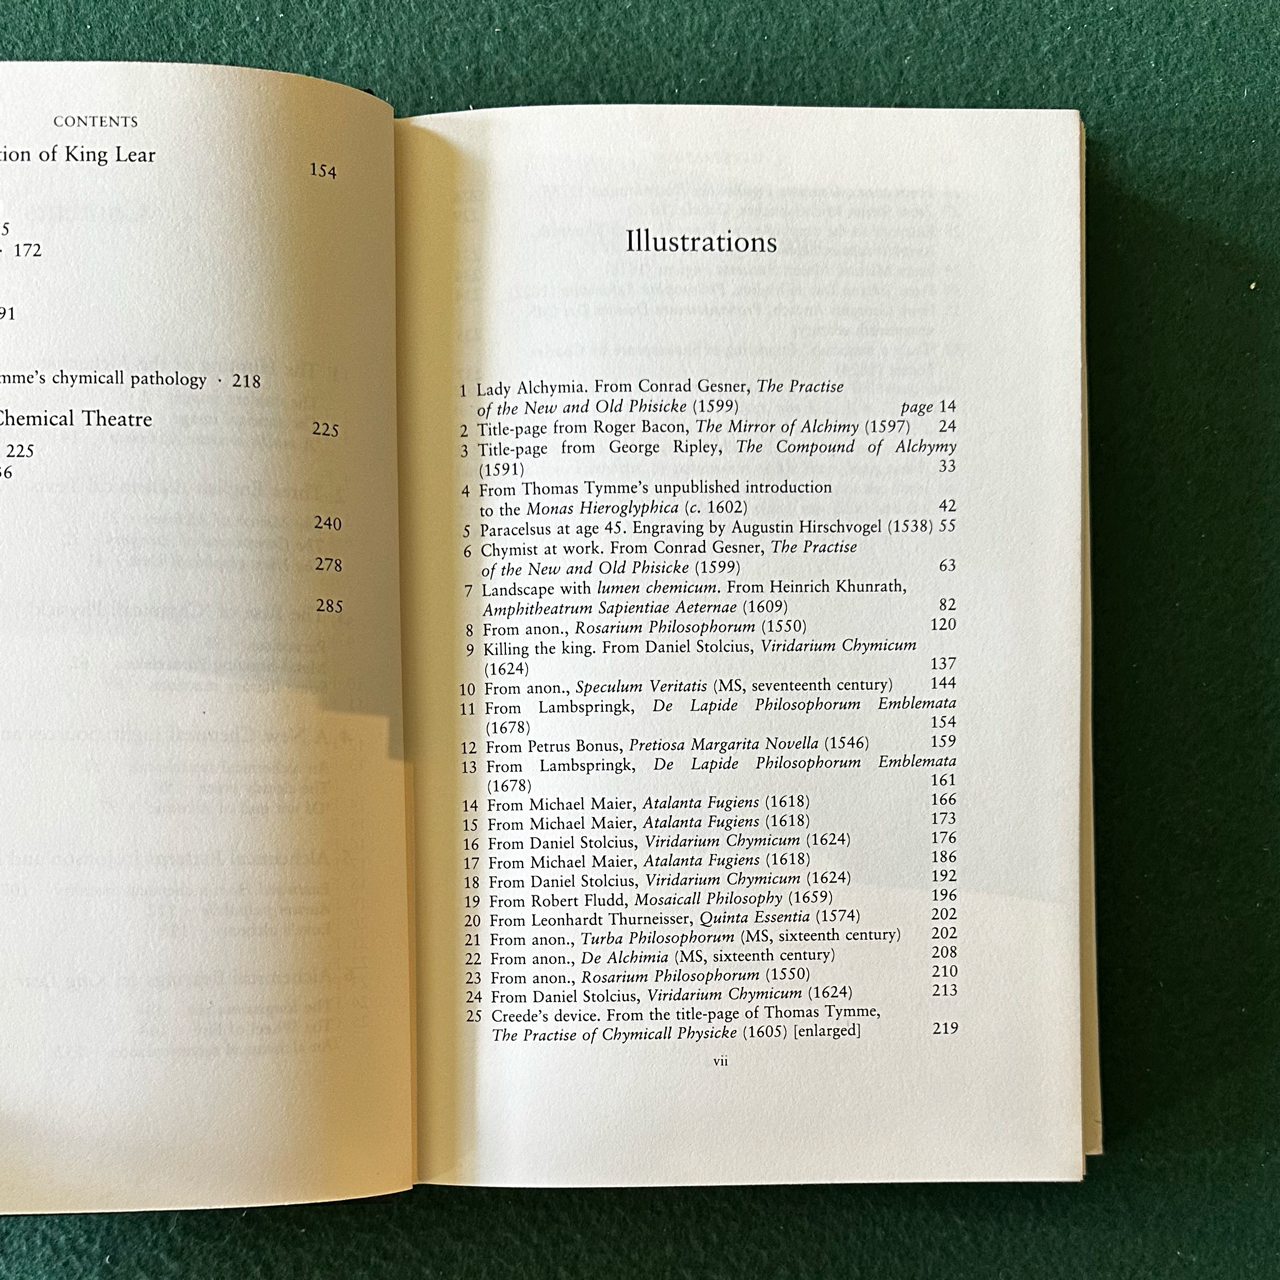 CONTENTS
tion of King Lear
154
5
· 172
91
mme's chymicall pathology · 218
Chemical Theatre
225
225
56
240
278
285
Illustrations
1 Lady Alchymia. From Conrad Gesner, The Practise
of the New and Old Phisicke (1599) page 14
2 Title-page from Roger Bacon, The Mirror of Alchimy (1597) 24
3 Title-page from George Ripley, The Compound of Alchymy
(1591) 33
4 From Thomas Tymme's unpublished introduction
to the Monas Hieroglyphica (c. 1602) 42
5 Paracelsus at age 45. Engraving by Augustin Hirschvogel (1538) 55
6 Chymist at work. From Conrad Gesner, The Practise
of the New and Old Phisicke (1599) 63
7 Landscape with lumen chemicum. From Heinrich Khunrath,
Amphitheatrum Sapientiae Aeternae (1609) 82
8 From anon., Rosarium Philosophorum (1550) 120
9 Killing the king. From Daniel Stolcius, Viridarium Chymicum
(1624) 137
10 From anon., Speculum Veritatis (MS, seventeenth century) 144
11 From Lambspringk, De Lapide Philosophorum Emblemata
(1678) 154
12 From Petrus Bonus, Pretiosa Margarita Novella (1546) 159
13 From Lambspringk, De Lapide Philosophorum Emblemata
(1678) 161
14 From Michael Maier, Atalanta Fugiens (1618) 166
15 From Michael Maier, Atalanta Fugiens (1618) 173
16 From Daniel Stolcius, Viridarium Chymicum (1624) 176
17 From Michael Maier, Atalanta Fugiens (1618) 186
18 From Daniel Stolcius, Viridarium Chymicum (1624) 192
19 From Robert Fludd, Mosaicall Philosophy (1659) 196
20 From Leonhardt Thurneisser, Quinta Essentia (1574) 202
21 From anon., Turba Philosophorum (MS, sixteenth century) 202
22 From anon., De Alchimia (MS, sixteenth century) 208
23 From anon., Rosarium Philosophorum (1550) 210
24 From Daniel Stolcius, Viridarium Chymicum (1624) 213
25 Creede's device. From the title-page of Thomas Tymme,
The Practise of Chymicall Physicke (1605) [enlarged] 219
vii